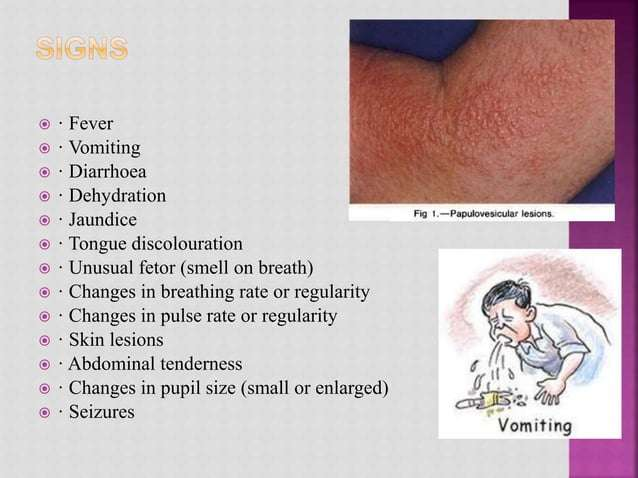 SIGNS
· Fever
· Vomiting
· Diarrhoea
· Dehydration
· Jaundice
· Tongue discolouration
· Unusual fetor (smell on breath)
· Changes in breathing rate or regularity
· Changes in pulse rate or regularity
· Skin lesions
· Abdominal tenderness
· Changes in pupil size (small or enlarged)
· Seizures
Fig 1.—Papulovesicular lesions.
Vomiting